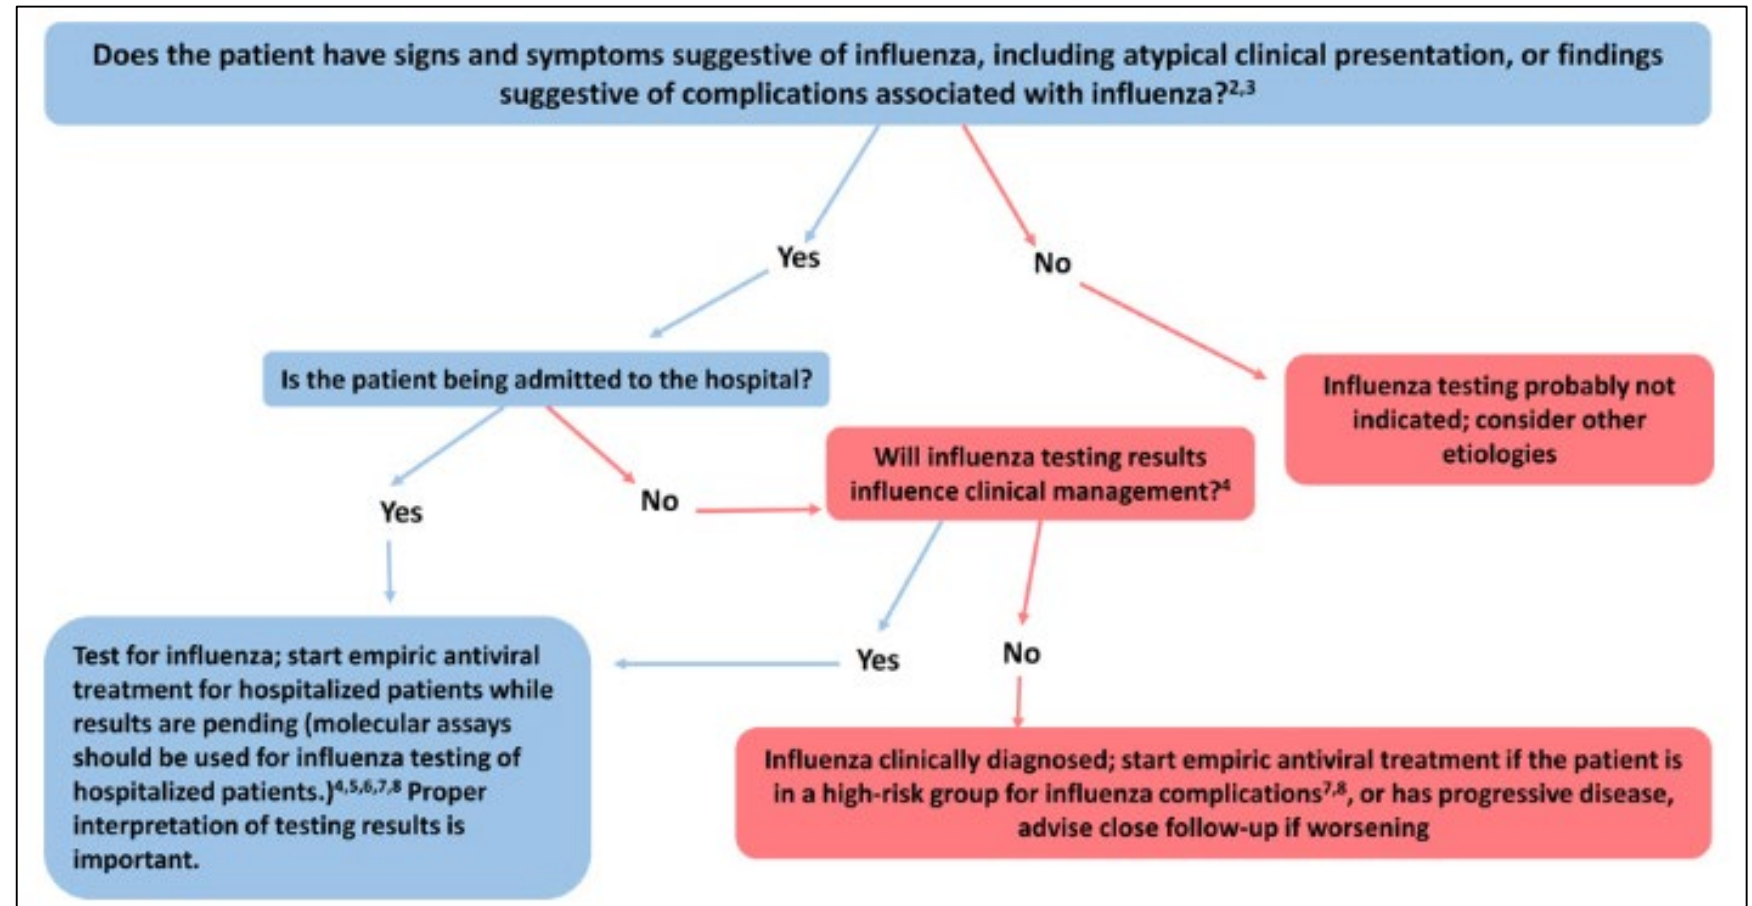 Does the patient have signs and symptoms suggestive of influenza, including atypical clinical presentation, or findings
suggestive of complications associated with influenza?2,3
Yes
No
Is the patient being admitted to the hospital?
Influenza testing probably not
indicated; consider other
etiologies
Will influenza testing results
influence clinical management?4
Yes
No
Test for influenza; start empiric antiviral
treatment for hospitalized patients while
results are pending (molecular assays
should be used for influenza testing of
hospitalized patients.)4,5,6,7,8 Proper
interpretation of testing results is
important.
Yes
No
Influenza clinically diagnosed; start empiric antiviral treatment if the patient is
in a high-risk group for influenza complications7,8, or has progressive disease,
advise close follow-up if worsening